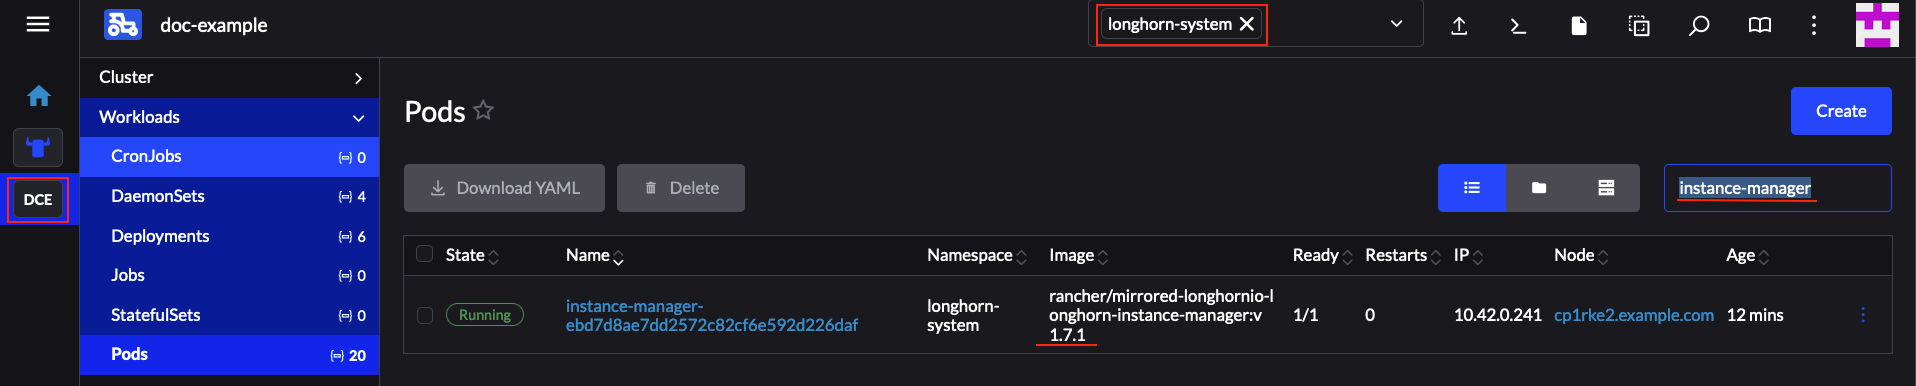 doc-example
longhorn-system
Cluster
Workloads
CronJobs 0
DaemonSets 4
Deployments 6
Jobs 0
StatefulSets 0
Pods 20
DCE
Pods
Create
Download YAML
Delete
instance-manager
State Name Namespace Image Ready Restarts IP Node Age
Running
instance-manager-
ebd7d8ae7dd2572c82cf6e592d226daf
longhorn-
system
rancher/mirrored-longhornio-l
onghorn-instance-manager:v
1.7.1
1/1
0
10.42.0.241
cp1rke2.example.com
12 mins